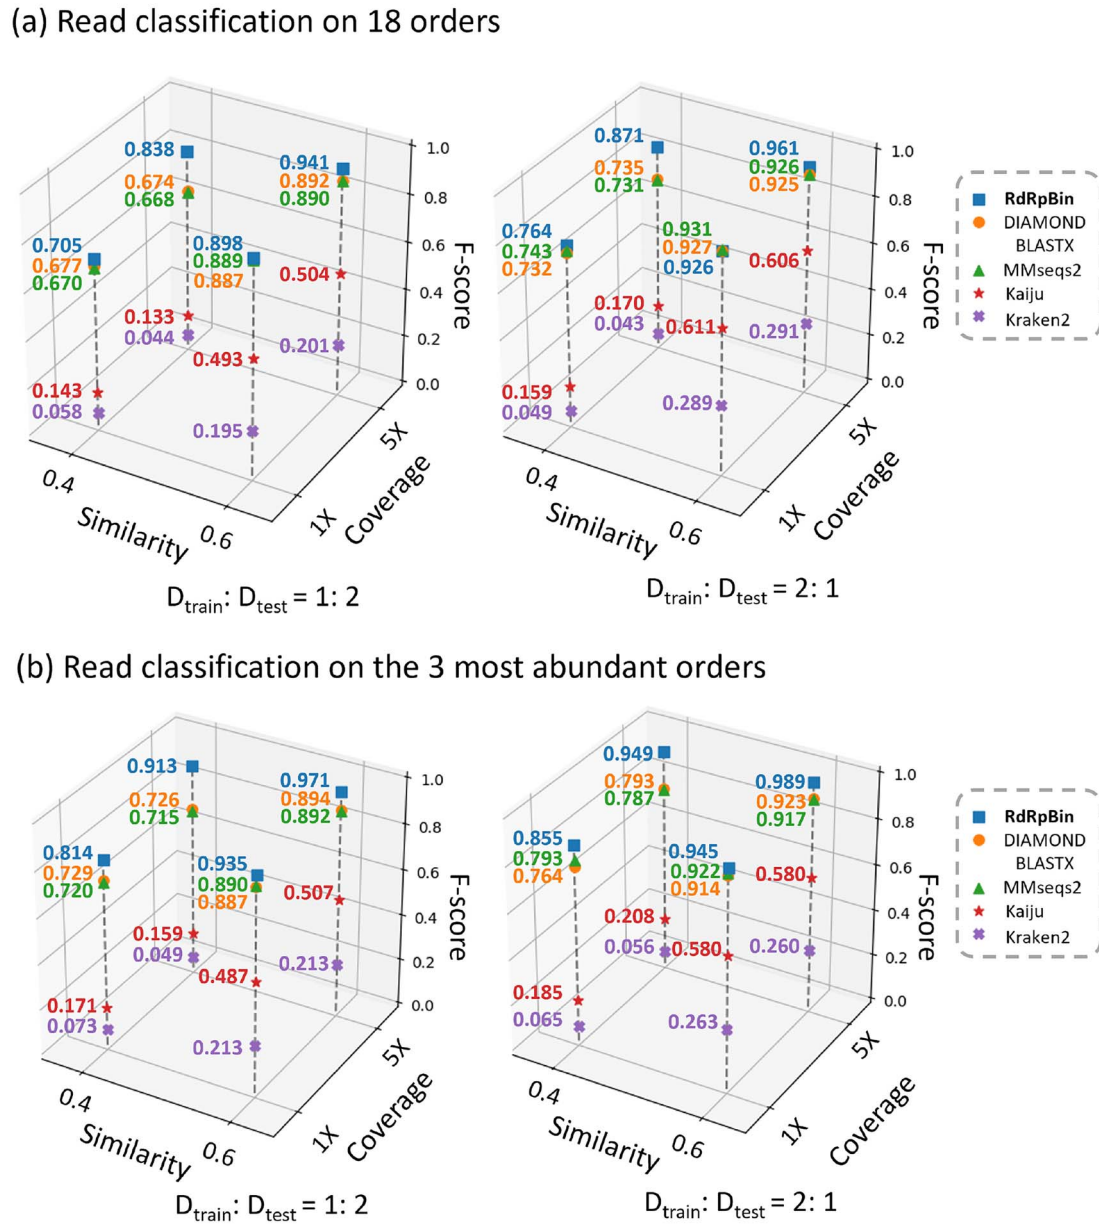 (a) Read classification on 18 orders
0.838
0.674
0.668
0.941
0.892
0.890
0.705
0.677
0.670
0.898
0.889
0.887
0.504
0.133
0.044
0.493
0.201
0.143
0.058
0.195
1.0
0.8
0.6
0.4
0.2
0.0
F-score
0.4
0.6
Similarity
1X
5X
Coverage
D_train: D_test = 1: 2
0.871
0.735
0.731
0.961
0.926
0.925
0.764
0.743
0.732
0.931
0.927
0.926
0.606
0.170
0.043
0.611
0.291
0.159
0.049
0.289
1.0
0.8
0.6
0.4
0.2
0.0
F-score
0.4
0.6
Similarity
1X
5X
Coverage
D_train: D_test = 2: 1
RdRpBin
DIAMOND
BLASTX
MMseqs2
Kaiju
Kraken2
(b) Read classification on the 3 most abundant orders
0.913
0.726
0.715
0.971
0.894
0.892
0.814
0.729
0.720
0.935
0.890
0.887
0.507
0.159
0.049
0.487
0.213
0.171
0.073
0.213
1.0
0.8
0.6
0.4
0.2
0.0
F-score
0.4
0.6
Similarity
1X
5X
Coverage
D_train: D_test = 1: 2
0.949
0.793
0.787
0.989
0.923
0.917
0.855
0.793
0.764
0.945
0.922
0.914
0.580
0.208
0.056
0.580
0.260
0.185
0.065
0.263
1.0
0.8
0.6
0.4
0.2
0.0
F-score
0.4
0.6
Similarity
1X
5X
Coverage
D_train: D_test = 2: 1
RdRpBin
DIAMOND
BLASTX
MMseqs2
Kaiju
Kraken2